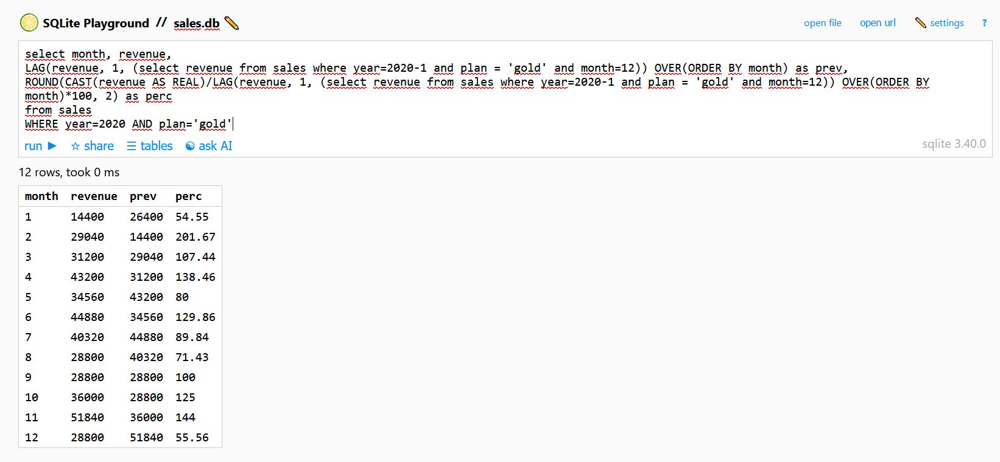 SQLite Playground // sales.db
open file open url settings ?
select month, revenue,
LAG(revenue, 1, (select revenue from sales where year=2020-1 and plan = 'gold' and month=12)) OVER(ORDER BY month) as prev,
ROUND(CAST(revenue AS REAL)/LAG(revenue, 1, (select revenue from sales where year=2020-1 and plan = 'gold' and month=12)) OVER(ORDER BY
month)*100, 2) as perc
from sales
WHERE year=2020 AND plan='gold'
run share tables ask AI sqlite 3.40.0
12 rows, took 0 ms
month revenue prev perc
1 14400 26400 54.55
2 29040 14400 201.67
3 31200 29040 107.44
4 43200 31200 138.46
5 34560 43200 80
6 44880 34560 129.86
7 40320 44880 89.84
8 28800 40320 71.43
9 28800 28800 100
10 36000 28800 125
11 51840 36000 144
12 28800 51840 55.56